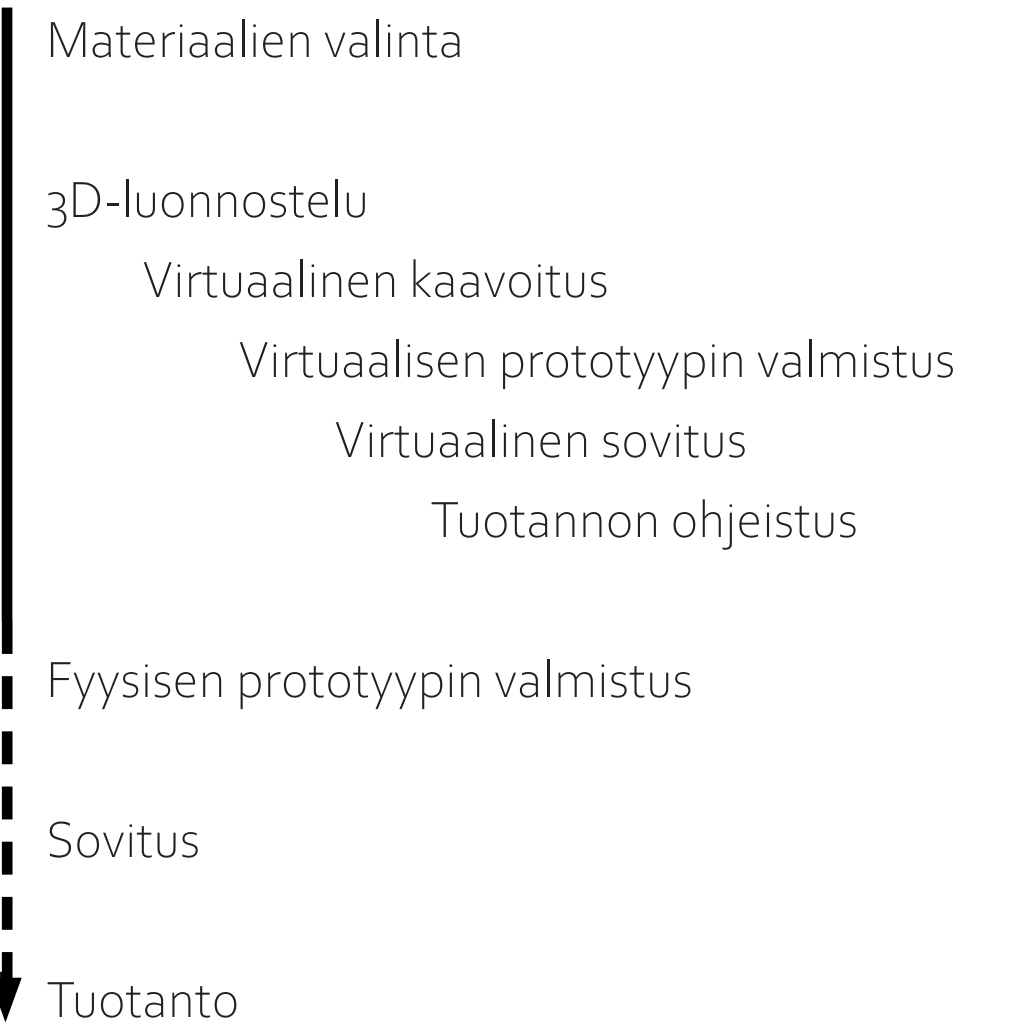 Materiaalien valinta
3D-luonnostelu
Virtuaalinen kaavoitus
Virtuaalisen prototyypin valmistus
Virtuaalinen sovitus
Tuotannon ohjeistus
Fyysisen prototyypin valmistus
Sovitus
Tuotanto